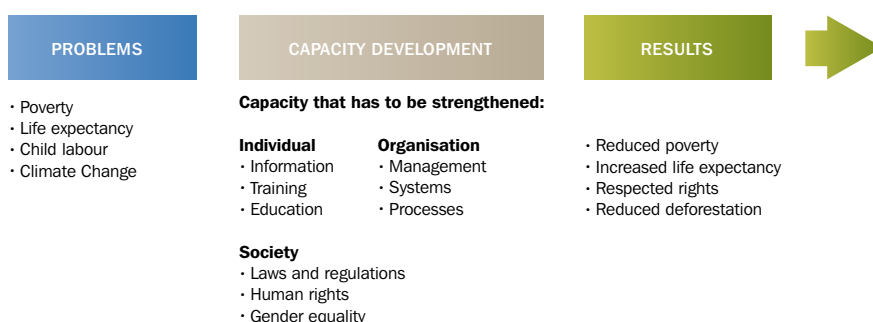 PROBLEMS
· Poverty
· Life expectancy
· Child labour
· Climate Change
CAPACITY DEVELOPMENT
Capacity that has to be strengthened:
Individual
· Information
· Training
· Education
Organisation
· Management
· Systems
· Processes
Society
· Laws and regulations
· Human rights
· Gender equality
RESULTS
· Reduced poverty
· Increased life expectancy
· Respected rights
· Reduced deforestation